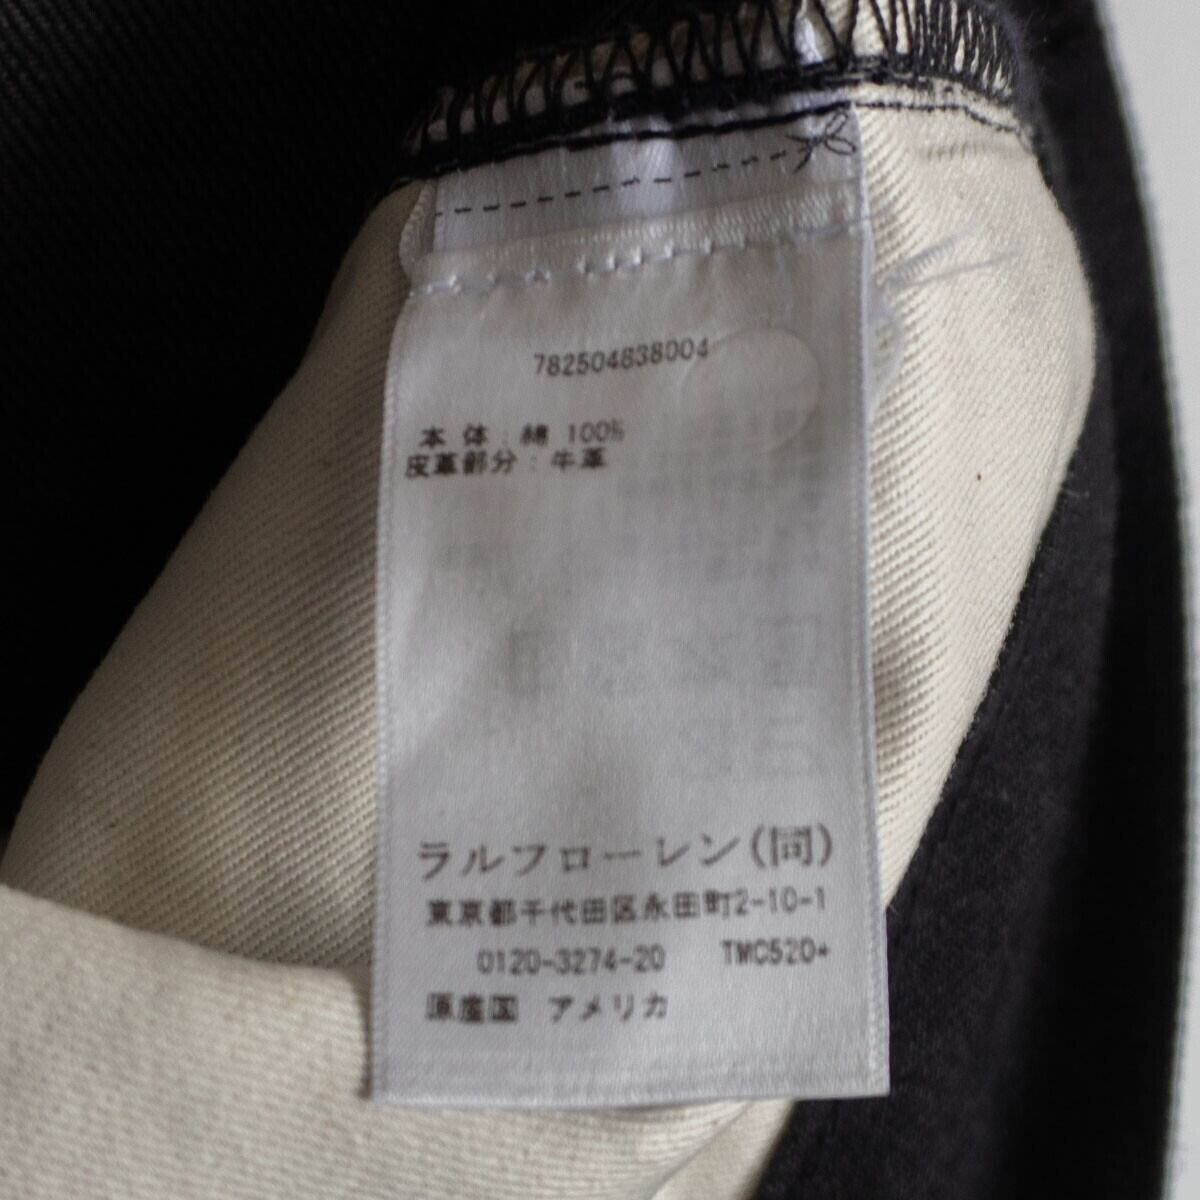 782504838004
本体:綿 100%
皮革部分:牛革
ラルフローレン(同)
東京都千代田区永田町2-10-1
0120-3274-20 TWC520+
原産国 アメリカ